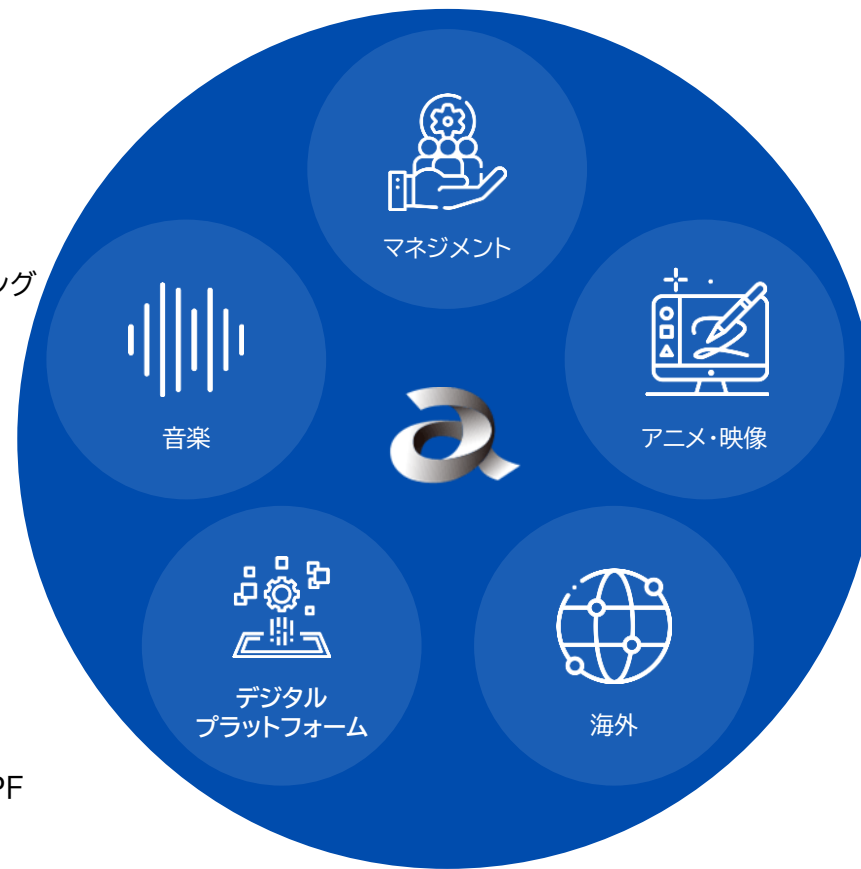 マネジメント
ング
音楽
アニメ・映像
デジタル
プラットフォーム
海外
PF